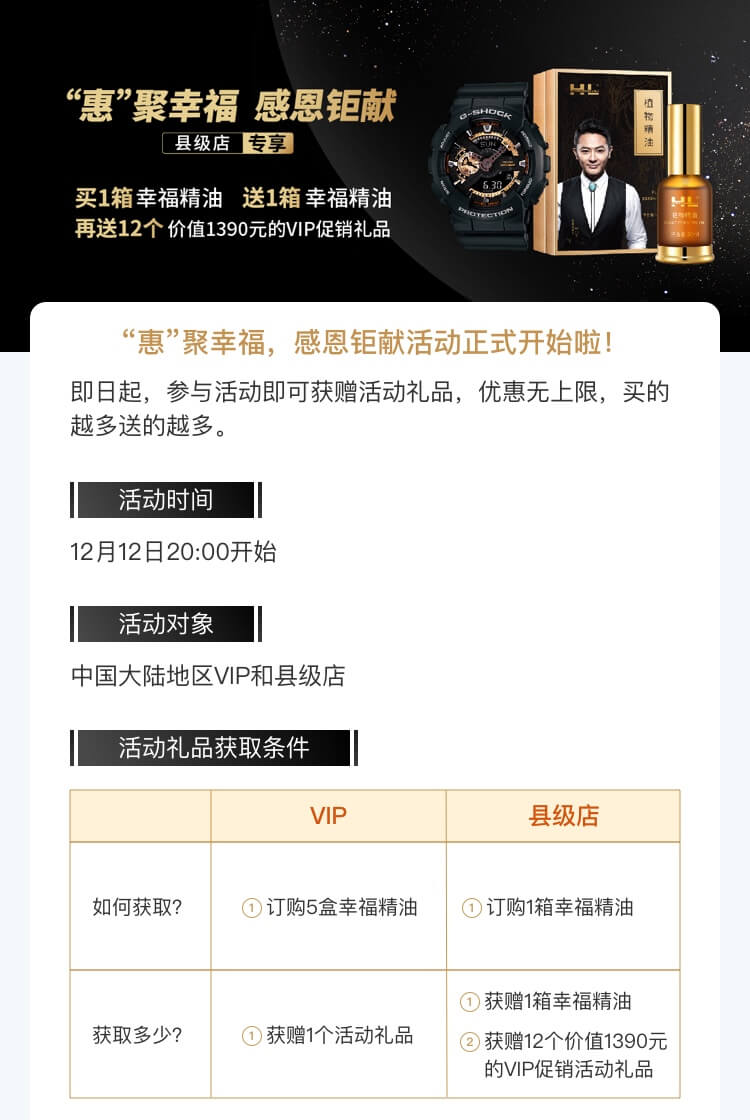 “惠”聚幸福 感恩钜献
县级店 专享
买1箱 幸福精油 送1箱 幸福精油
再送12个 价值1390元的VIP促销礼品
G-SHOCK
SUN
6.30
PROTECTION
HL
植物精油
HL
“惠”聚幸福，感恩钜献活动正式开始啦！
即日起，参与活动即可获赠活动礼品，优惠无上限，买的
越多送的越多。
活动时间
12月12日20:00开始
活动对象
中国大陆地区VIP和县级店
活动礼品获取条件
VIP 县级店
如何获取? ① 订购5盒幸福精油 ① 订购1箱幸福精油
获取多少? ① 获赠1个活动礼品 ① 获赠1箱幸福精油
② 获赠12个价值1390元
的VIP促销活动礼品